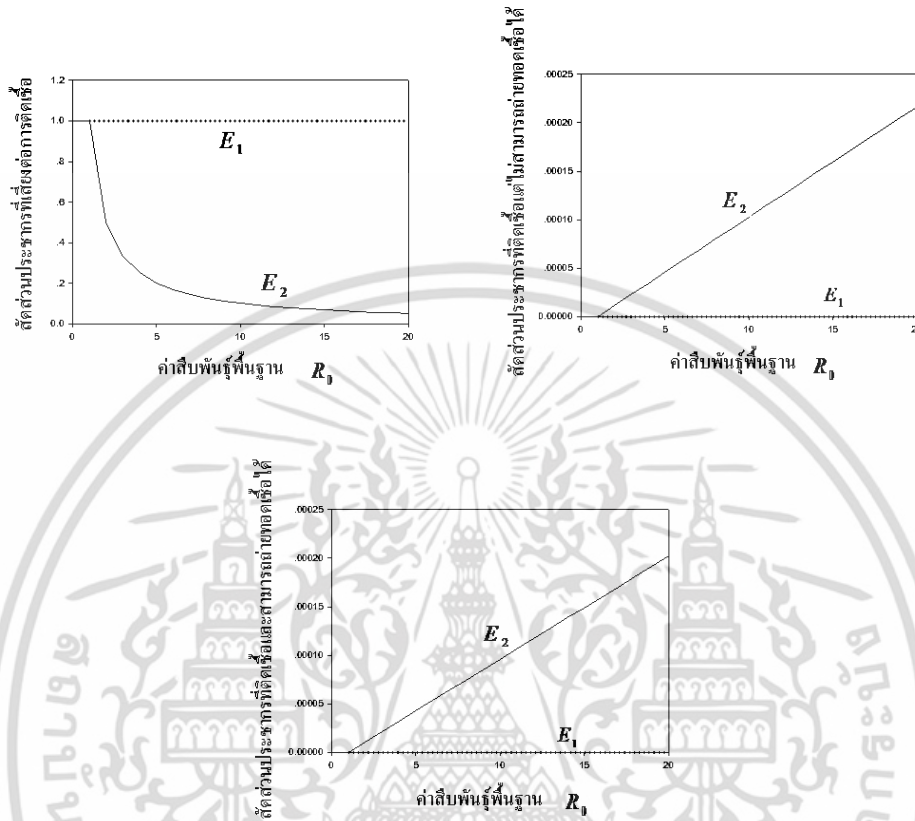 สัดส่วนประชากรที่เสี่ยงต่อการติดเชื้อ
1.2
1.0
.8
.6
.4
.2
0.0
E₁
E₂
0 5 10 15 20
ค่าสืบพันธุ์พื้นฐาน R₀
สัดส่วนประชากรที่ติดเชื้อแต่ไม่สามารถถ่ายทอดเชื้อได้
.00025
.00020
.00015
.00010
.00005
0.00000
E₂
E₁
0 5 10 15 20
ค่าสืบพันธุ์พื้นฐาน R₀
สัดส่วนประชากรที่ติดเชื้อและสามารถถ่ายทอดเชื้อได้
.00025
.00020
.00015
.00010
.00005
0.00000
E₂
E₁
0 5 10 15 20
ค่าสืบพันธุ์พื้นฐาน R₀